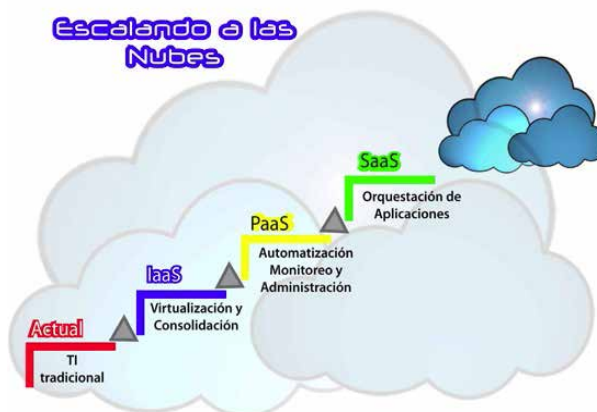 Escalando a las
Nubes
SaaS
Orquestación de
Aplicaciones
PaaS
Automatización
Monitoreo y
Administración
IaaS
Virtualización y
Consolidación
Actual
TI
tradicional